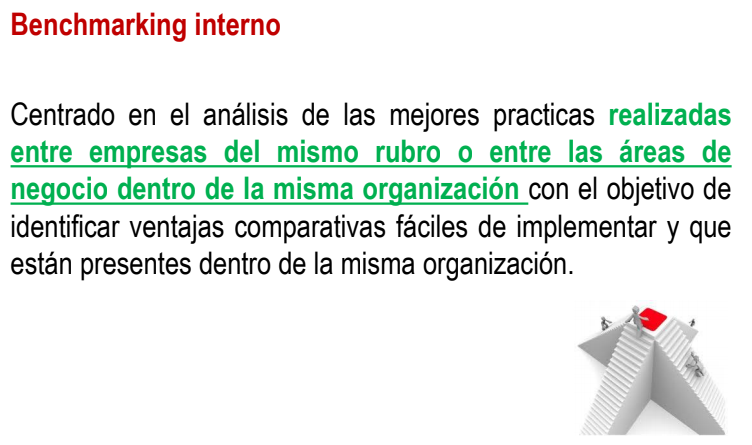 Benchmarking interno
Centrado en el análisis de las mejores practicas realizadas
entre empresas del mismo rubro o entre las áreas de
negocio dentro de la misma organización con el objetivo de
identificar ventajas comparativas fáciles de implementar y que
están presentes dentro de la misma organización.